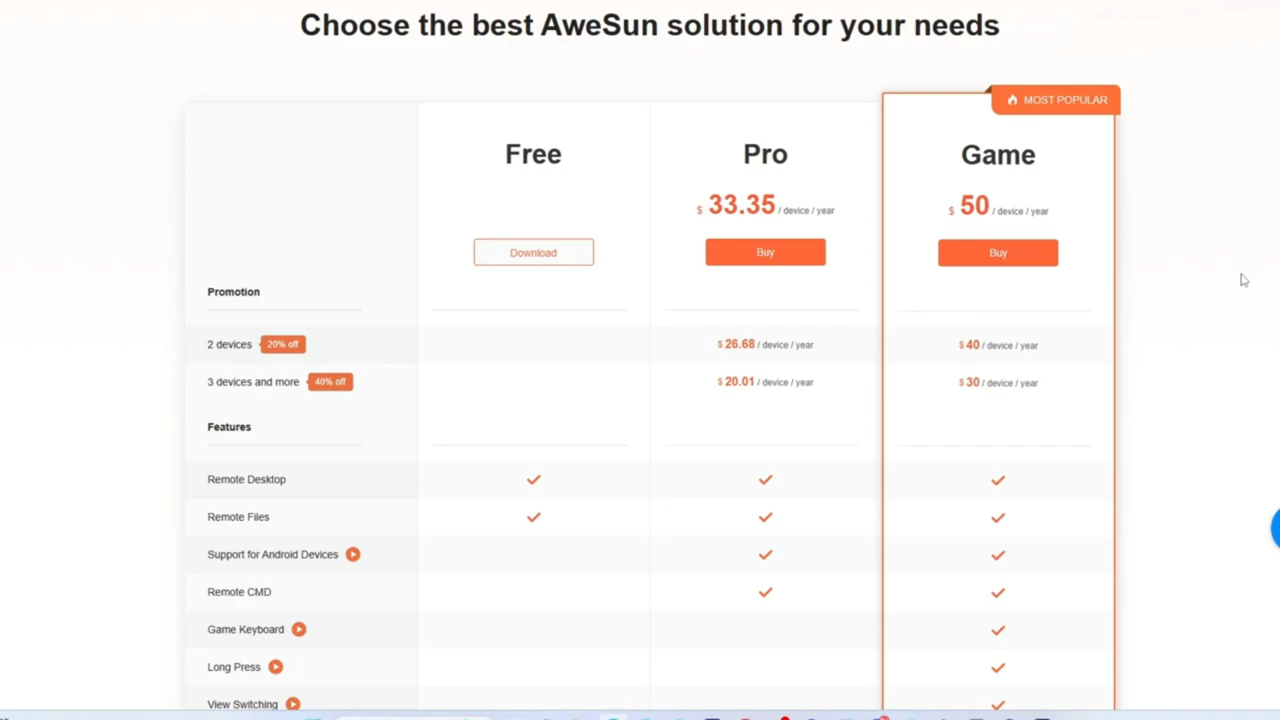 Choose the best AweSun solution for your needs
MOST POPULAR
Free
Pro
Game
$ 33.35 / device / year
$ 50 / device / year
Download
Buy
Buy
Promotion
2 devices 20% off $ 26.68 / device / year $ 40 / device / year
3 devices and more 40% off $ 20.01 / device / year $ 30 / device / year
Features
Remote Desktop
Remote Files
Support for Android Devices
Remote CMD
Game Keyboard
Long Press
View Switching